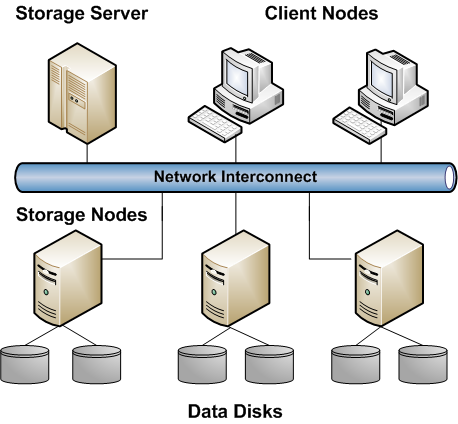 Storage Server
Client Nodes
Network Interconnect
Storage Nodes
Data Disks